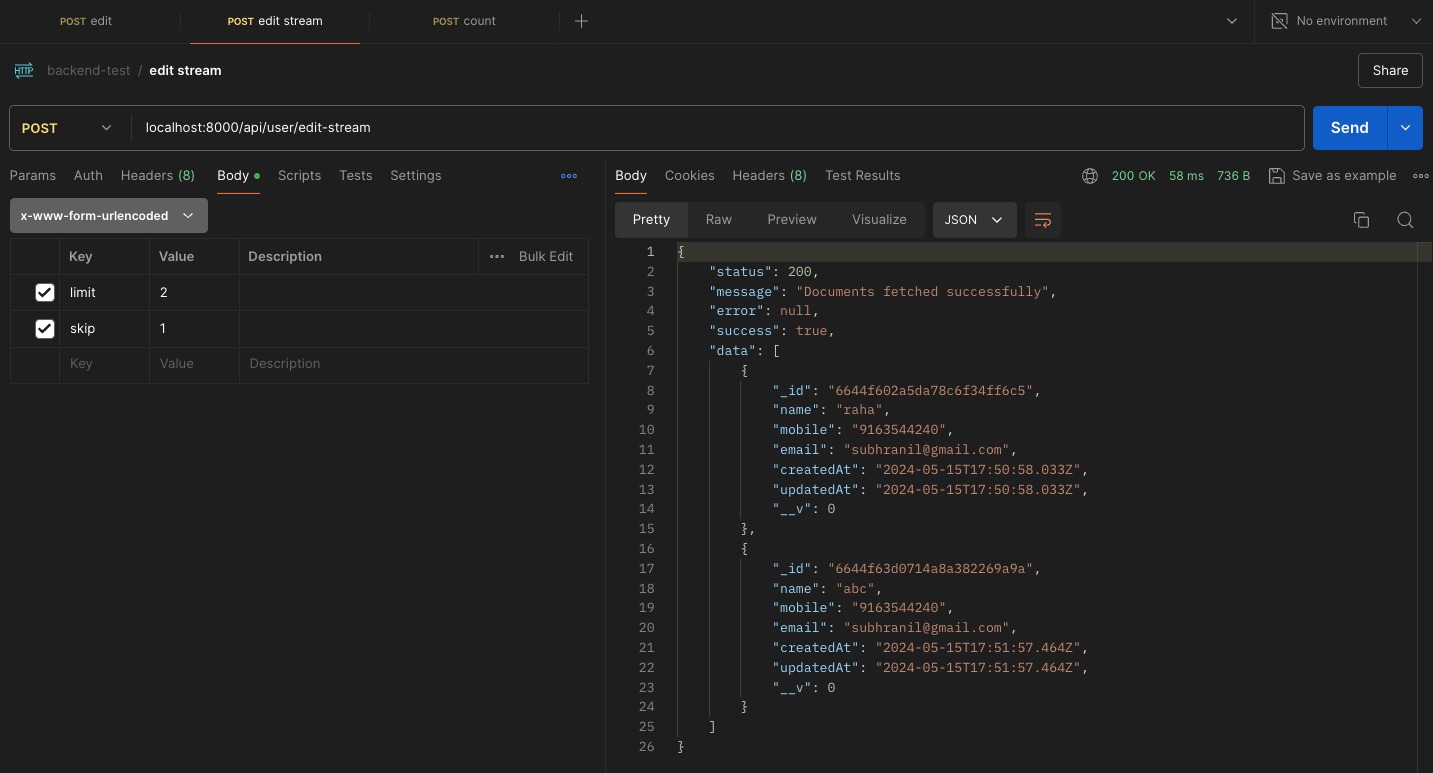 POST edit
POST edit stream
POST count
No environment
HTTP backend-test / edit stream
Share
POST
localhost:8000/api/user/edit-stream
Send
Params Auth Headers (8) Body Scripts Tests Settings
x-www-form-urlencoded
Key Value Description Bulk Edit
limit 2
skip 1
Key Value Description
Body Cookies Headers (8) Test Results
200 OK 58 ms 736 B Save as example
Pretty Raw Preview Visualize JSON
1 {
2 "status": 200,
3 "message": "Documents fetched successfully",
4 "error": null,
5 "success": true,
6 "data": [
7 {
8 "_id": "6644f602a5da78c6f34ff6c5",
9 "name": "raha",
10 "mobile": "9163544240",
11 "email": "subhranil@gmail.com",
12 "createdAt": "2024-05-15T17:50:58.033Z",
13 "updatedAt": "2024-05-15T17:50:58.033Z",
14 "__v": 0
15 },
16 {
17 "_id": "6644f63d0714a8a382269a9a",
18 "name": "abc",
19 "mobile": "9163544240",
20 "email": "subhranil@gmail.com",
21 "createdAt": "2024-05-15T17:51:57.464Z",
22 "updatedAt": "2024-05-15T17:51:57.464Z",
23 "__v": 0
24 }
25 ]
26 }